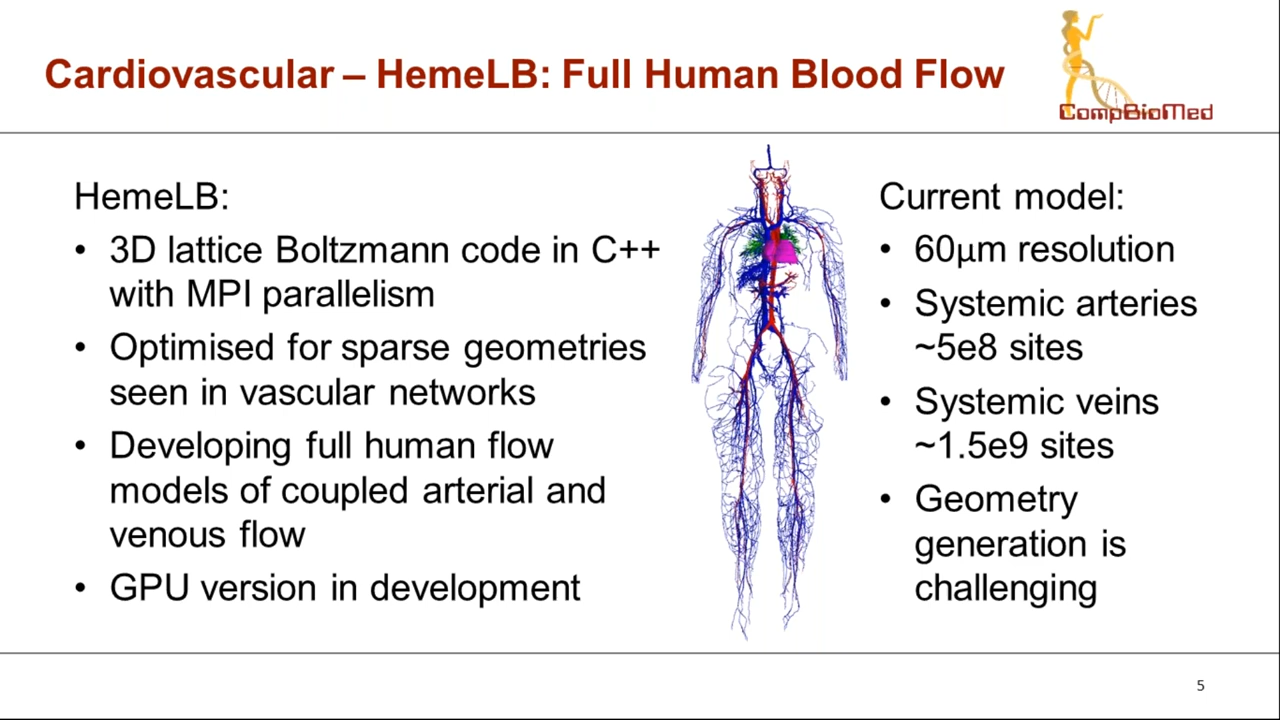 Cardiovascular – HemeLB: Full Human Blood Flow
CompBioMed
HemeLB:
• 3D lattice Boltzmann code in C++
with MPI parallelism
• Optimised for sparse geometries
seen in vascular networks
• Developing full human flow
models of coupled arterial and
venous flow
• GPU version in development
Current model:
• 60μm resolution
• Systemic arteries
~5e8 sites
• Systemic veins
~1.5e9 sites
• Geometry
generation is
challenging
5